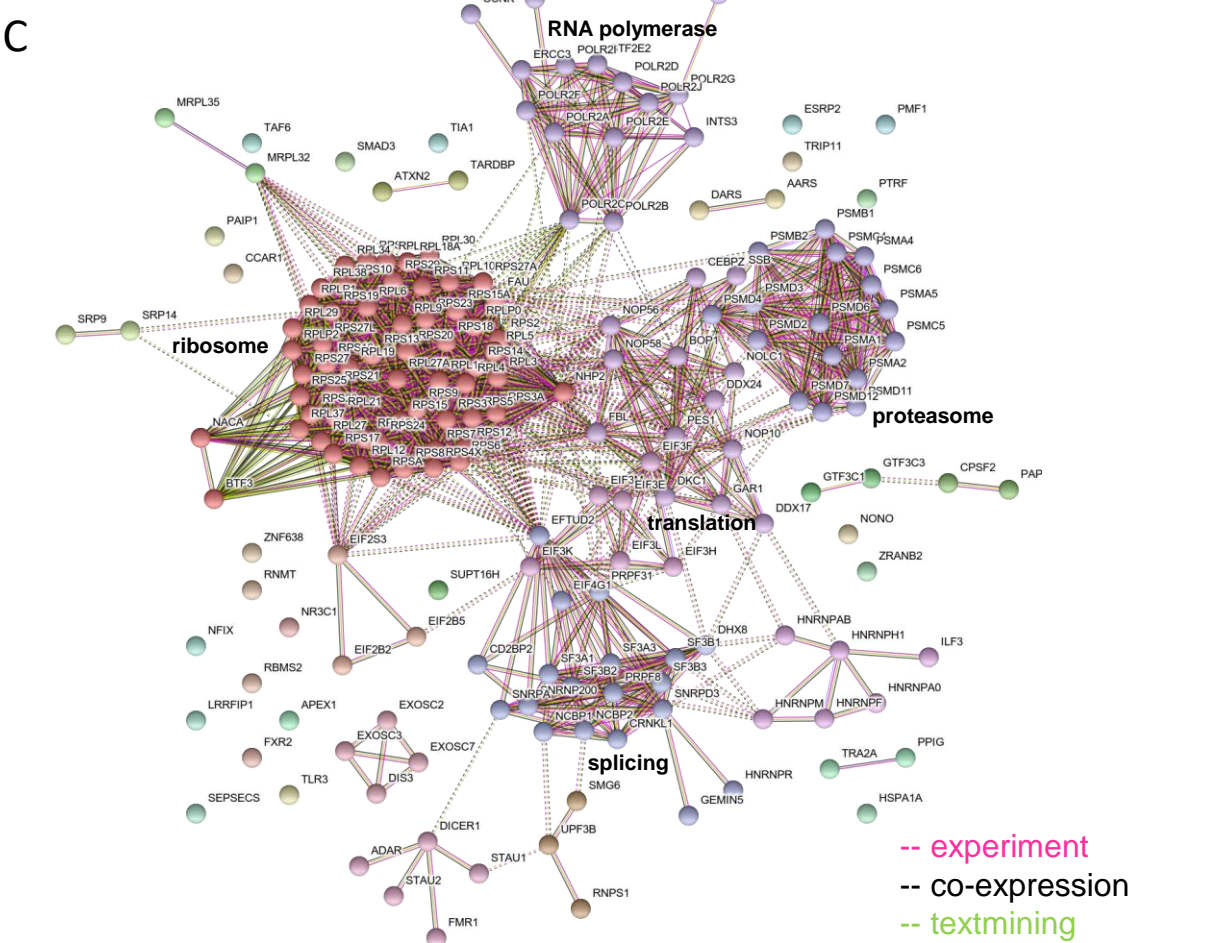 C
RNA polymerase
ERCC3
POLR2D
POLR2G
POLR2J
POLR2F
POLR2A
POLR2E
INTS3
POLR2C
POLR2B
MRPL35
TAF6
TIA1
MRPL32
SMAD3
ATXN2
TARDBP
ESRP2
PMF1
TRIP11
AARS
DARS
PTRF
PAIP1
CCAR1
SRP9
SRP14
ribosome
NACA
BTF3
RPL34
RPL30
RPL18A
RPL38
RPS10
RPS29
RPS11
RPS27A
FAU
RPS19
RPL6
RPS15A
RPL29
RPL9
RPS23
RPLP0
RPLP2
RPS27L
RPS18
RPS2
RPS13
RPS20
RPL5
RPS27
RPL19
RPS14
RPL27A
RPL4
RPL3
RPS25
RPS21
RPS9
RPL21
RPS15
RPS5
RPS3A
RPL37
RPL27
RPS24
RPS17
RPS7
RPS12
RPL12
RPS8
RPS4X
RPS6
RPSA
PSMB1
PSMB2
PSMA4
CEBPZ
SSB
PSMC6
PSMD3
PSMA5
PSMD4
PSMD6
NOP56
PSMD2
PSMC5
NOP58
BOP1
PSMA1
NOLC1
PSMA2
NHP2
DDX24
PSMD7
PSMD11
PSMD12
proteasome
FBL
PES1
NOP10
EIF3F
EIF3E
DKC1
GAR1
DDX17
translation
EFTUD2
EIF3K
EIF3L
EIF3H
PRPF31
EIF4G1
GTF3C1
GTF3C3
CPSF2
PAP
NONO
ZRANB2
ZNF638
EIF2S3
RNMT
SUPT16H
NR3C1
EIF2B5
NFIX
EIF2B2
RBMS2
CD2BP2
SF3A1
SF3A3
DHX8
SF3B1
SF3B2
SF3B3
PRPF8
SNRPD3
SNRPA
NCBP1
NCBP2
CRNKL1
splicing
HNRNPAB
HNRNPH1
ILF3
HNRNPA0
HNRNPM
HNRNPF
LRRFIP1
APEX1
EXOSC2
EXOSC3
EXOSC7
FXR2
DIS3
TLR3
SEPSECS
TRA2A
PPIG
HNRNPR
SMG6
GEMIN5
HSPA1A
DICER1
UPF3B
ADAR
STAU1
STAU2
RNPS1
FMR1
-- experiment
-- co-expression
-- textmining